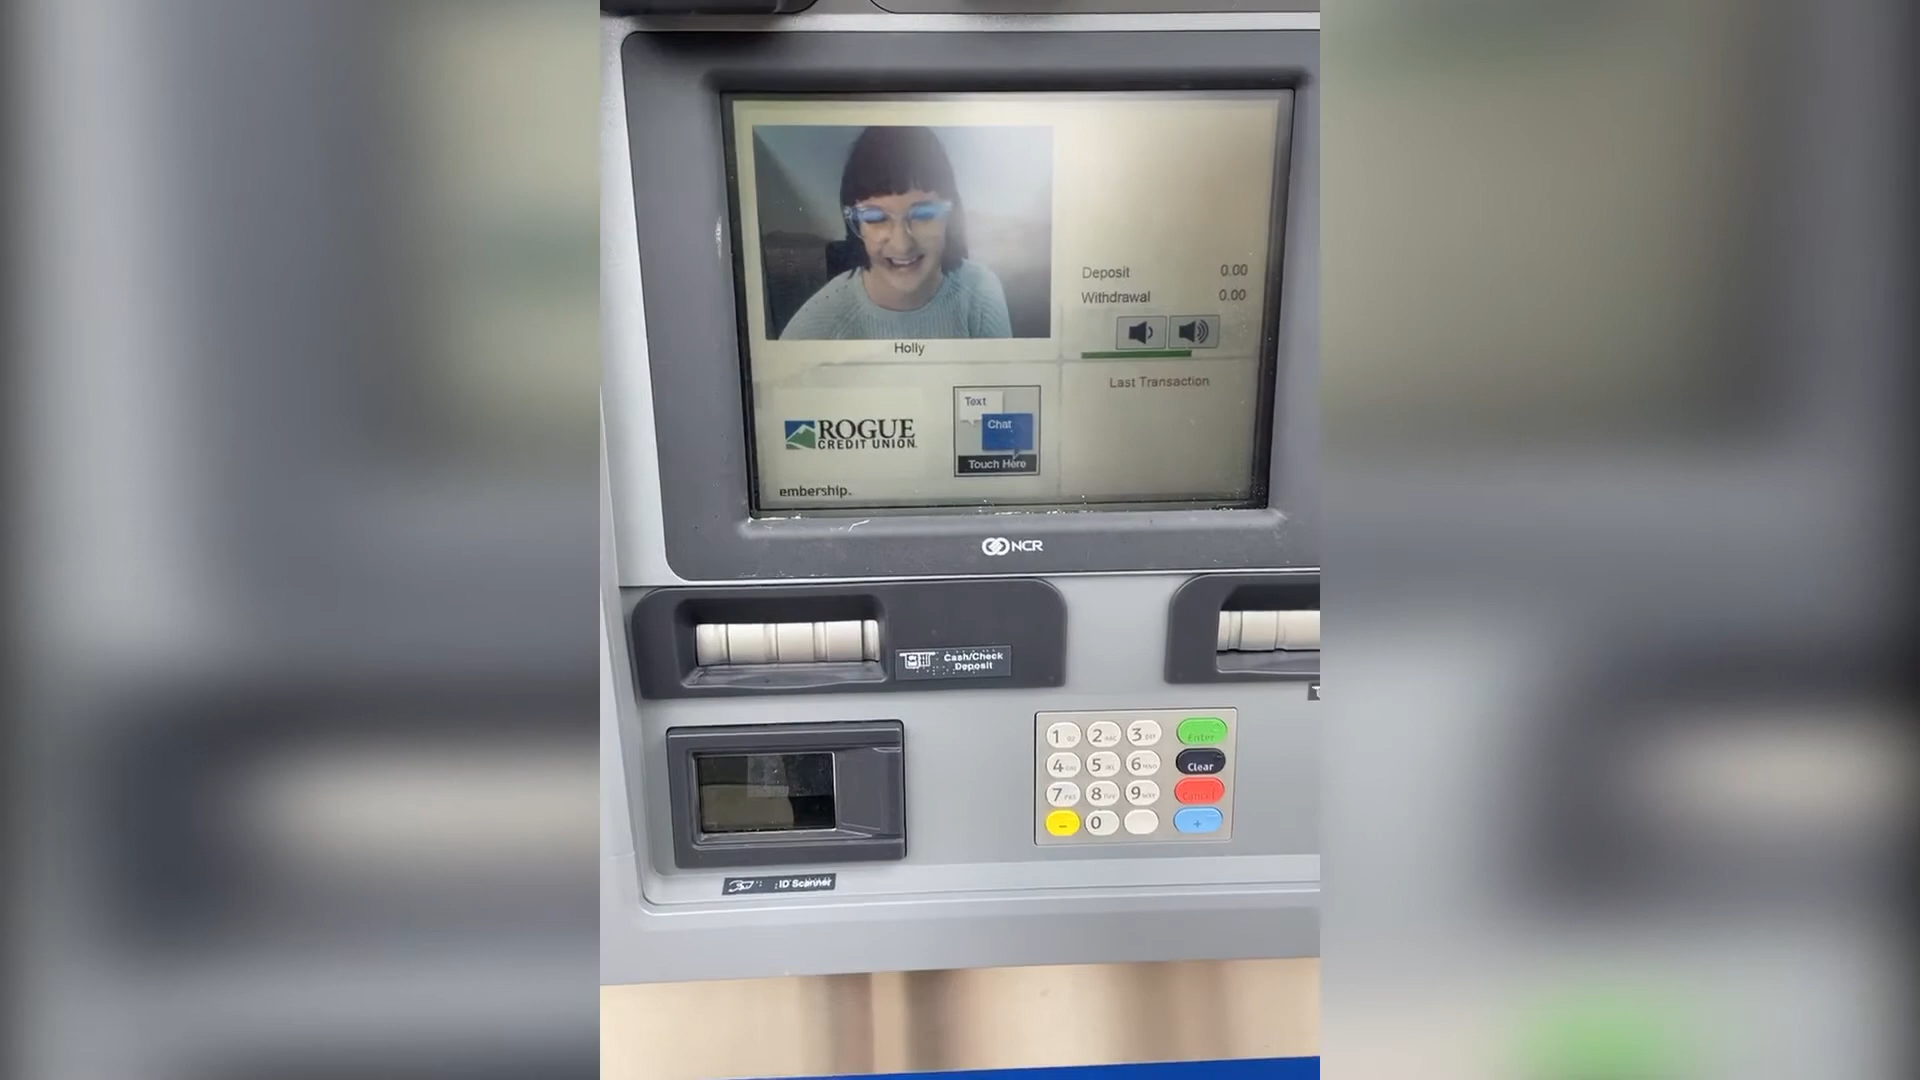 Deposit 0.00
Withdrawal 0.00
Holly
Last Transaction
Text
Chat
Touch Here
ROGUE
CREDIT UNION
embership.
NCR
Cash/Check
Deposit
1 2 3 Enter
4 5 6 Clear
7 8 9 Cancel
- 0 +
ID Scanner